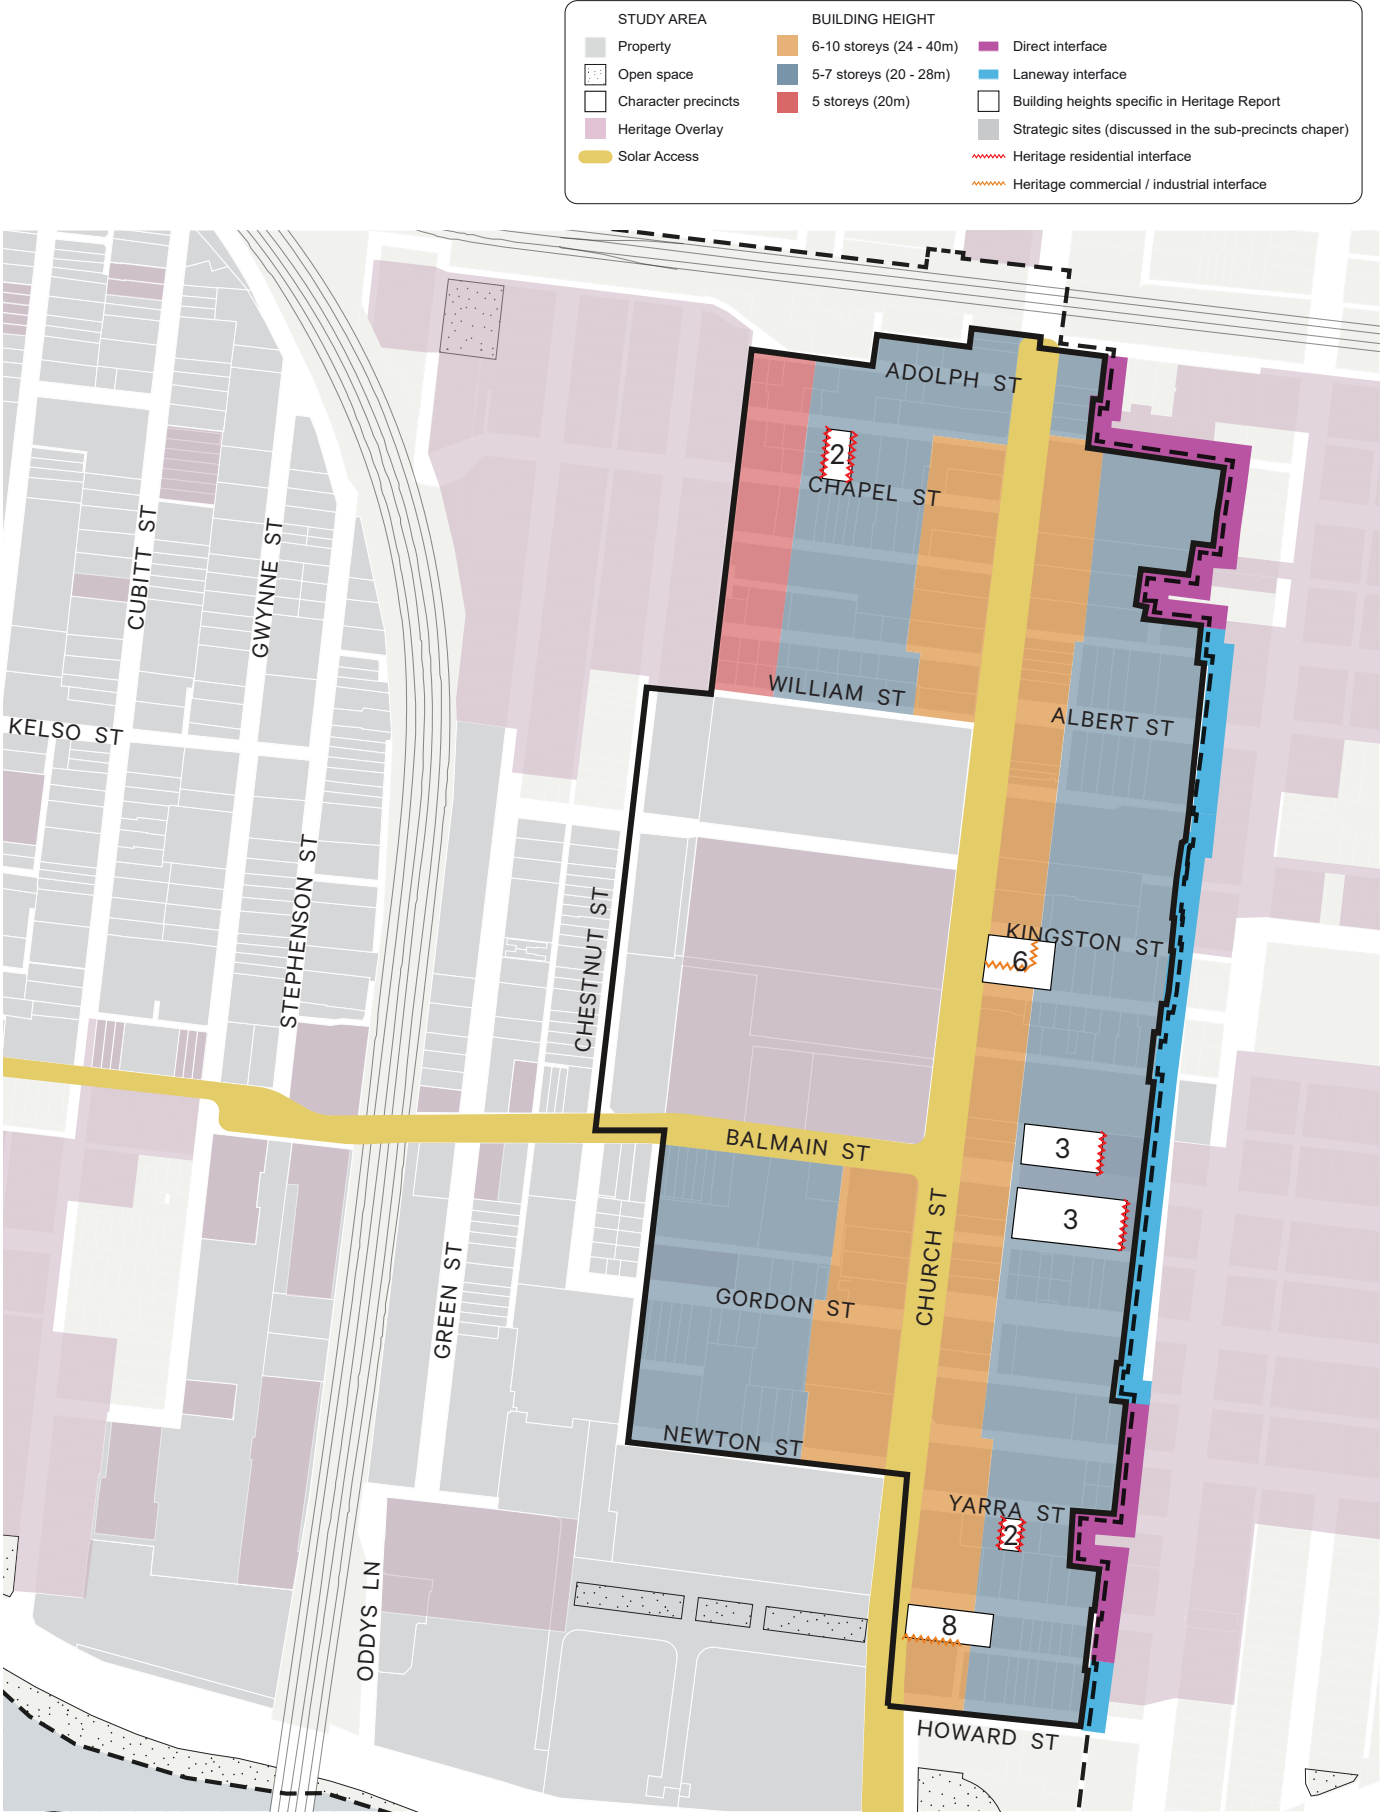 STUDY AREA
Property
Open space
Character precincts
Heritage Overlay
Solar Access
BUILDING HEIGHT
6-10 storeys (24 - 40m)
5-7 storeys (20 - 28m)
5 storeys (20m)
Direct interface
Laneway interface
Building heights specific in Heritage Report
Strategic sites (discussed in the sub-precincts chaper)
Heritage residential interface
Heritage commercial / industrial interface
ADOLPH ST
2
CHAPEL ST
CUBITT ST
GWYNNE ST
WILLIAM ST
ALBERT ST
KELSO ST
STEPHENSON ST
CHESTNUT ST
KINGSTON ST
6
BALMAIN ST
3
3
CHURCH ST
GREEN ST
GORDON ST
NEWTON ST
YARRA ST
2
ODDYS LN
8
HOWARD ST